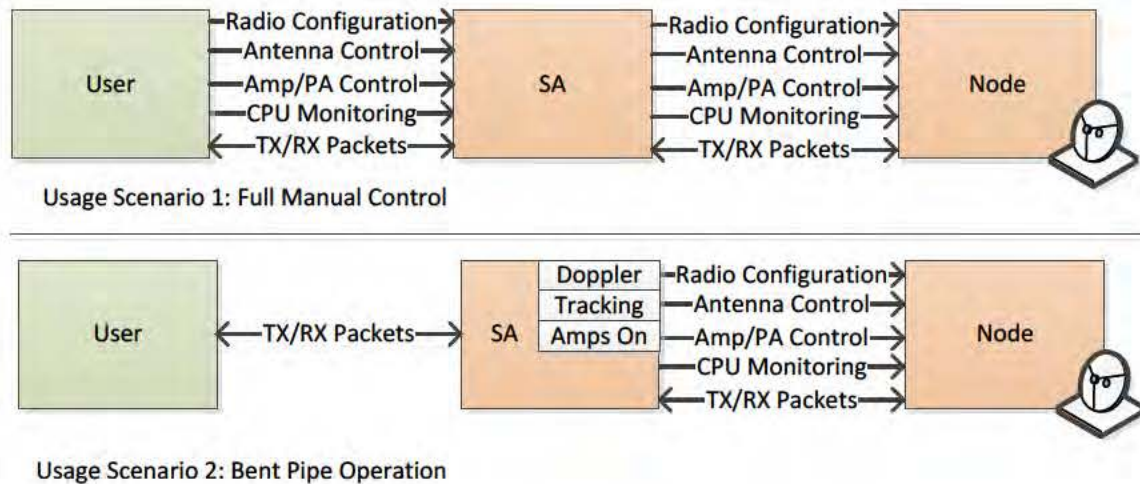 Radio Configuration
Antenna Control
User
Amp/PA Control
CPU Monitoring
TX/RX Packets
SA
Radio Configuration
Antenna Control
Amp/PA Control
CPU Monitoring
TX/RX Packets
Node
Usage Scenario 1: Full Manual Control
User
TX/RX Packets
SA
Doppler
Tracking
Amps On
Radio Configuration
Antenna Control
Amp/PA Control
CPU Monitoring
TX/RX Packets
Node
Usage Scenario 2: Bent Pipe Operation